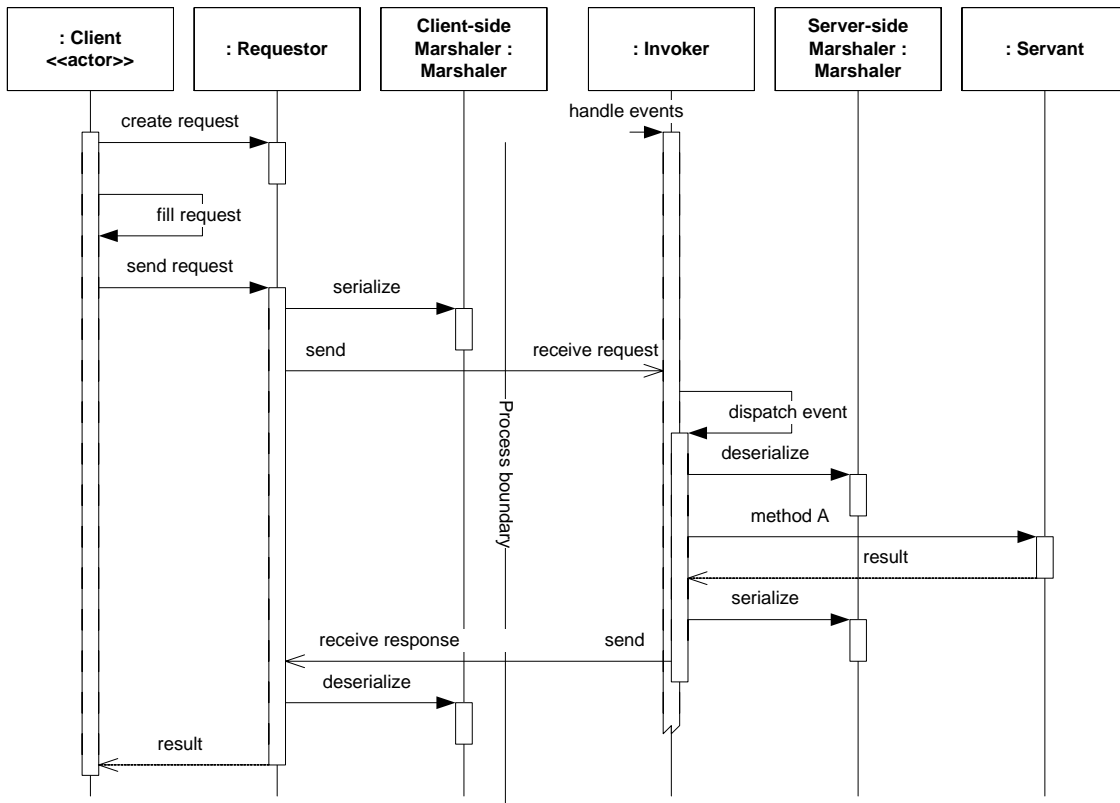 : Client
<<actor>>
: Requestor
Client-side
Marshaler :
Marshaler
: Invoker
Server-side
Marshaler :
Marshaler
: Servant
handle events
create request
fill request
send request
serialize
send
receive request
Process boundary
dispatch event
deserialize
method A
result
serialize
receive response
send
deserialize
result